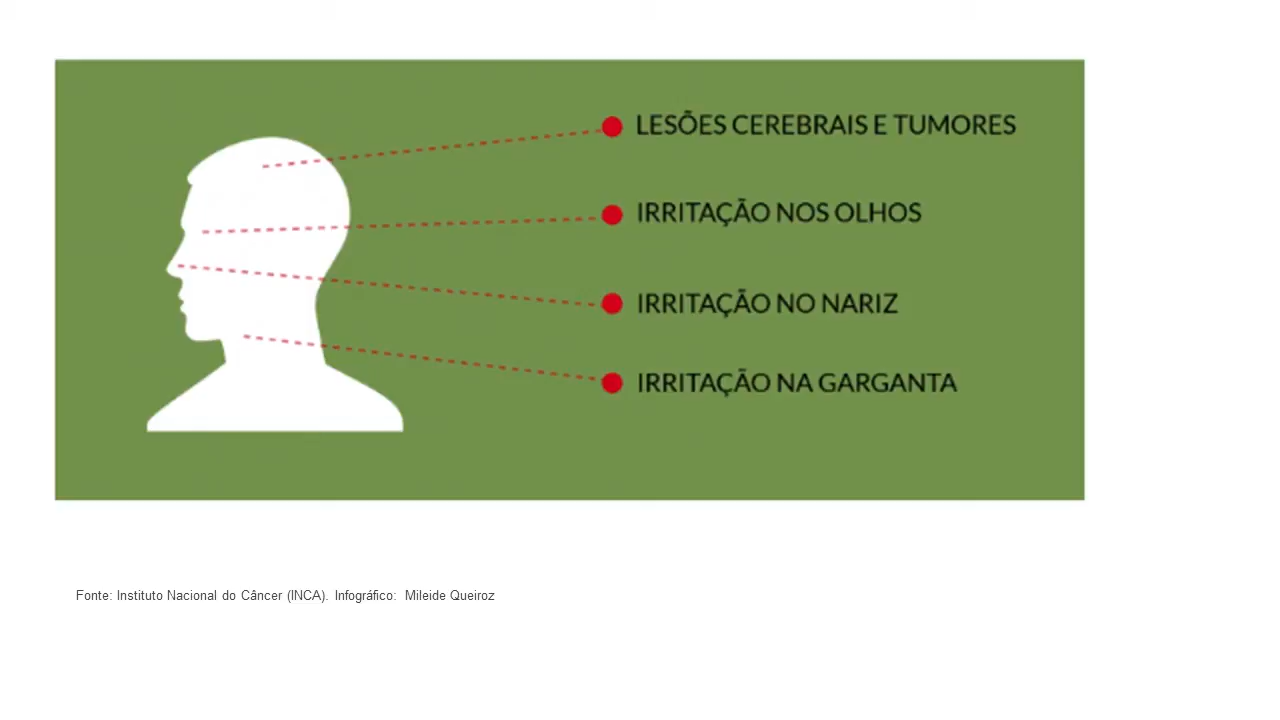 LESÕES CEREBRAIS E TUMORES
IRRITAÇÃO NOS OLHOS
IRRITAÇÃO NO NARIZ
IRRITAÇÃO NA GARGANTA
Fonte: Instituto Nacional do Câncer (INCA). Infográfico: Mileide Queiroz